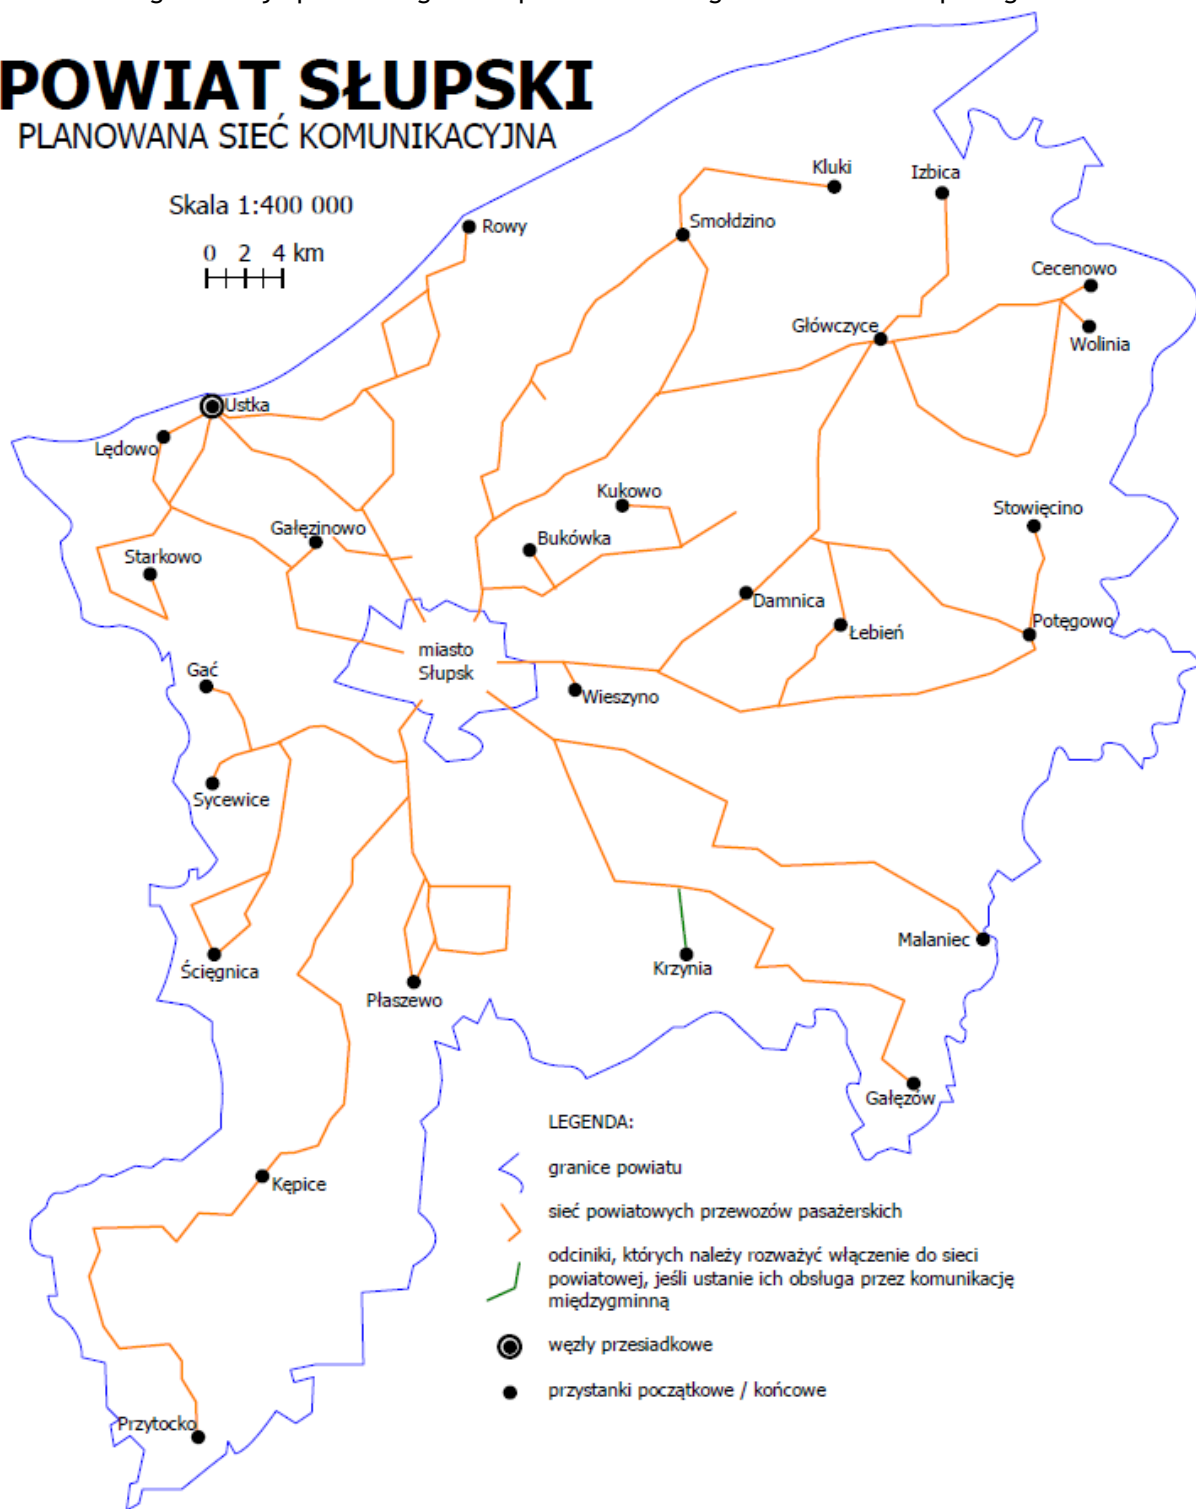 POWIAT SŁUPSKI
PLANOWANA SIEĆ KOMUNIKACYJNA
Skala 1:400 000
0 2 4 km
Kluki
Izbica
Rowy
Smołdzino
Cecenowo
Główczyce
Wolinia
Ustka
Lędowo
Kukowo
Stowięcino
Gałęzinowo
Bukówka
Starkowo
Damnica
Łebień
Potęgowo
miasto
Słupsk
Gać
Wieszyno
Sycewice
Malaniec
Ścięgnica
Krzynia
Płaszewo
Gałęzów
LEGENDA:
granice powiatu
Kępice
sieć powiatowych przewozów pasażerskich
odciniki, których należy rozważyć włączenie do sieci
powiatowej, jeśli ustanie ich obsługa przez komunikację
międzygminną
węzły przesiadkowe
przystanki początkowe / końcowe
Przytocko